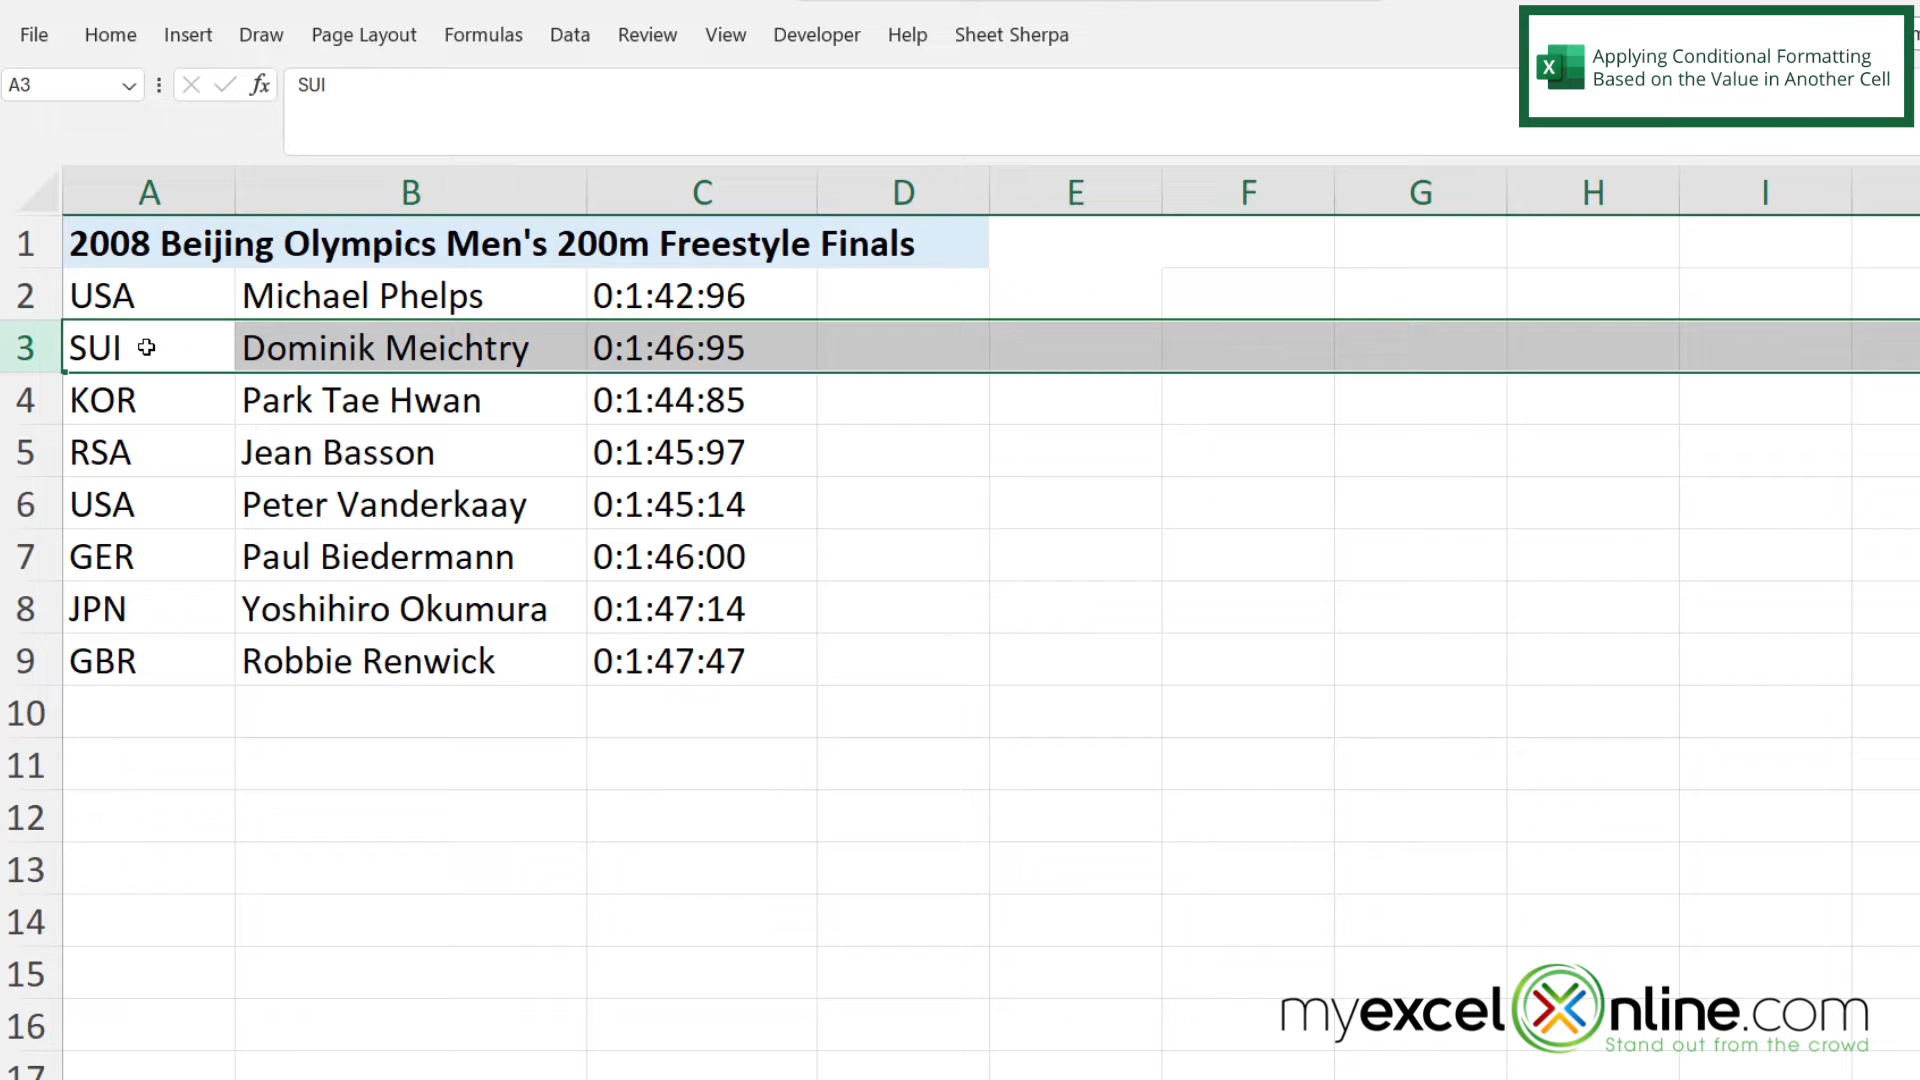 File Home Insert Draw Page Layout Formulas Data Review View Developer Help Sheet Sherpa
Applying Conditional Formatting
Based on the Value in Another Cell
A3 fx SUI
A B C D E F G H I
1 2008 Beijing Olympics Men's 200m Freestyle Finals
2 USA Michael Phelps 0:1:42:96
3 SUI Dominik Meichtry 0:1:46:95
4 KOR Park Tae Hwan 0:1:44:85
5 RSA Jean Basson 0:1:45:97
6 USA Peter Vanderkaay 0:1:45:14
7 GER Paul Biedermann 0:1:46:00
8 JPN Yoshihiro Okumura 0:1:47:14
9 GBR Robbie Renwick 0:1:47:47
10
11
12
13
14
15
16
17
myexcelXnline.com
Stand out from the crowd